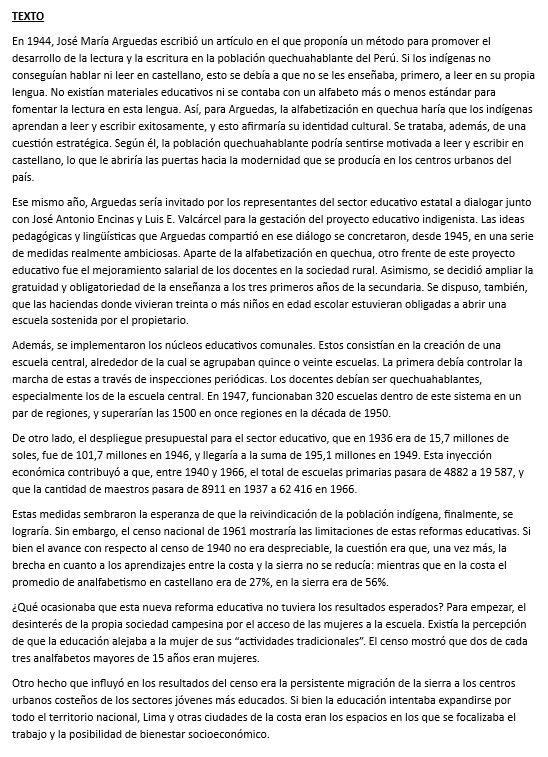 TEXTO
En 1944, José María Arguedas escribió un artículo en el que proponía un método para promover el
desarrollo de la lectura y la escritura en la población quechuahablante del Perú. Si los indígenas no
conseguían hablar ni leer en castellano, esto se debía a que no se les enseñaba, primero, a leer en su propia
lengua. No existían materiales educativos ni se contaba con un alfabeto más o menos estándar para
fomentar la lectura en esta lengua. Así, para Arguedas, la alfabetización en quechua haría que los indígenas
aprendan a leer y escribir exitosamente, y esto afirmaría su identidad cultural. Se trataba, además, de una
cuestión estratégica. Según él, la población quechuahablante podría sentirse motivada a leer y escribir en
castellano, lo que le abriría las puertas hacia la modernidad que se producía en los centros urbanos del
país.
Ese mismo año, Arguedas sería invitado por los representantes del sector educativo estatal a dialogar junto
con José Antonio Encinas y Luis E. Valcárcel para la gestación del proyecto educativo indigenista. Las ideas
pedagógicas y lingüísticas que Arguedas compartió en ese diálogo se concretaron, desde 1945, en una serie
de medidas realmente ambiciosas. Aparte de la alfabetización en quechua, otro frente de este proyecto
educativo fue el mejoramiento salarial de los docentes en la sociedad rural. Asimismo, se decidió ampliar la
gratuidad y obligatoriedad de la enseñanza a los tres primeros años de la secundaria. Se dispuso, también,
que las haciendas donde vivieran treinta o más niños en edad escolar estuvieran obligadas a abrir una
escuela sostenida por el propietario.
Además, se implementaron los núcleos educativos comunales. Estos consistían en la creación de una
escuela central, alrededor de la cual se agrupaban quince o veinte escuelas. La primera debía controlar la
marcha de estas a través de inspecciones periódicas. Los docentes debían ser quechuahablantes,
especialmente los de la escuela central. En 1947, funcionaban 320 escuelas dentro de este sistema en un
par de regiones, y superarían las 1500 en once regiones en la década de 1950.
De otro lado, el despliegue presupuestal para el sector educativo, que en 1936 era de 15,7 millones de
soles, fue de 101,7 millones en 1946, y llegaría a la suma de 195,1 millones en 1949. Esta inyección
económica contribuyó a que, entre 1940 y 1966, el total de escuelas primarias pasara de 4882 a 19 587, y
que la cantidad de maestros pasara de 8911 en 1937 a 62 416 en 1966.
Estas medidas sembraron la esperanza de que la reivindicación de la población indígena, finalmente, se
lograría. Sin embargo, el censo nacional de 1961 mostraría las limitaciones de estas reformas educativas. Si
bien el avance con respecto al censo de 1940 no era despreciable, la cuestión era que, una vez más, la
brecha en cuanto a los aprendizajes entre la costa y la sierra no se reducía: mientras que en la costa el
promedio de analfabetismo en castellano era de 27%, en la sierra era de 56%.
¿Qué ocasionaba que esta nueva reforma educativa no tuviera los resultados esperados? Para empezar, el
desinterés de la propia sociedad campesina por el acceso de las mujeres a la escuela. Existía la percepción
de que la educación alejaba a la mujer de sus “actividades tradicionales”. El censo mostró que dos de cada
tres analfabetos mayores de 15 años eran mujeres.
Otro hecho que influyó en los resultados del censo era la persistente migración de la sierra a los centros
urbanos costeños de los sectores jóvenes más educados. Si bien la educación intentaba expandirse por
todo el territorio nacional, Lima y otras ciudades de la costa eran los espacios en los que se focalizaba el
trabajo y la posibilidad de bienestar socioeconómico.